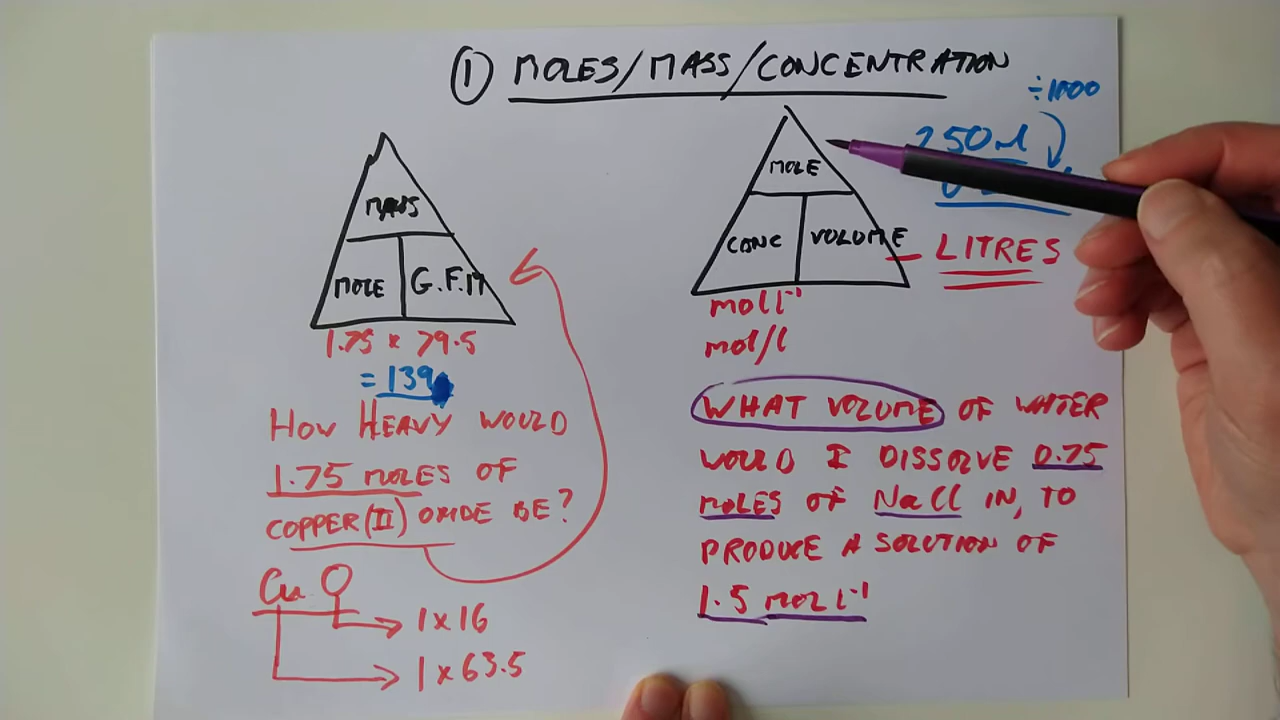 ① MOLES/MASS/CONCENTRATION
MASS
MOLE G.F.M
1.75 x 79.5
= 139
HOW HEAVY WOULD
1.75 MOLES OF
COPPER(II) OXIDE BE?
Cu O
1 x 16
1 x 63.5
÷1000
250ml
MOLE
CONC VOLUME - LITRES
mol l⁻¹
mol/l
WHAT VOLUME OF WATER
WOULD I DISSOLVE 0.75
MOLES OF NaCl IN, TO
PRODUCE A SOLUTION OF
1.5 mol l⁻¹